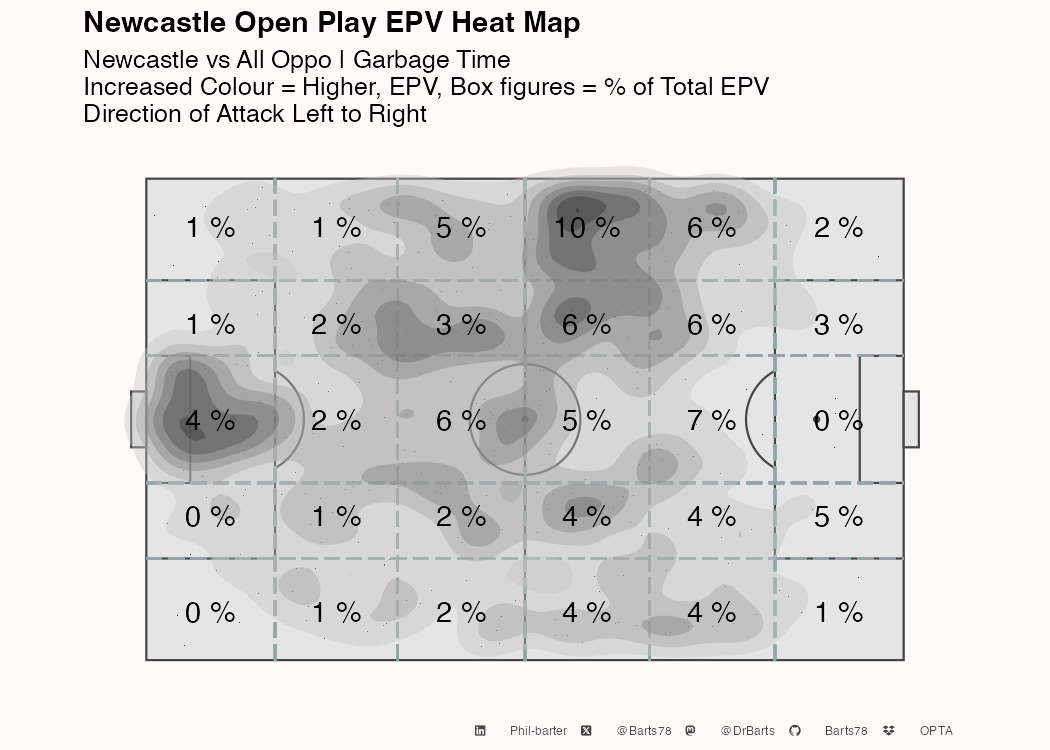 Newcastle Open Play EPV Heat Map
Newcastle vs All Oppo | Garbage Time
Increased Colour = Higher, EPV, Box figures = % of Total EPV
Direction of Attack Left to Right
1 % 1 % 5 % 10 % 6 % 2 %
1 % 2 % 3 % 6 % 6 % 3 %
4 % 2 % 6 % 5 % 7 % 0 %
0 % 1 % 2 % 4 % 4 % 5 %
0 % 1 % 2 % 4 % 4 % 1 %
Phil-barter @Barts78 @DrBarts Barts78 OPTA